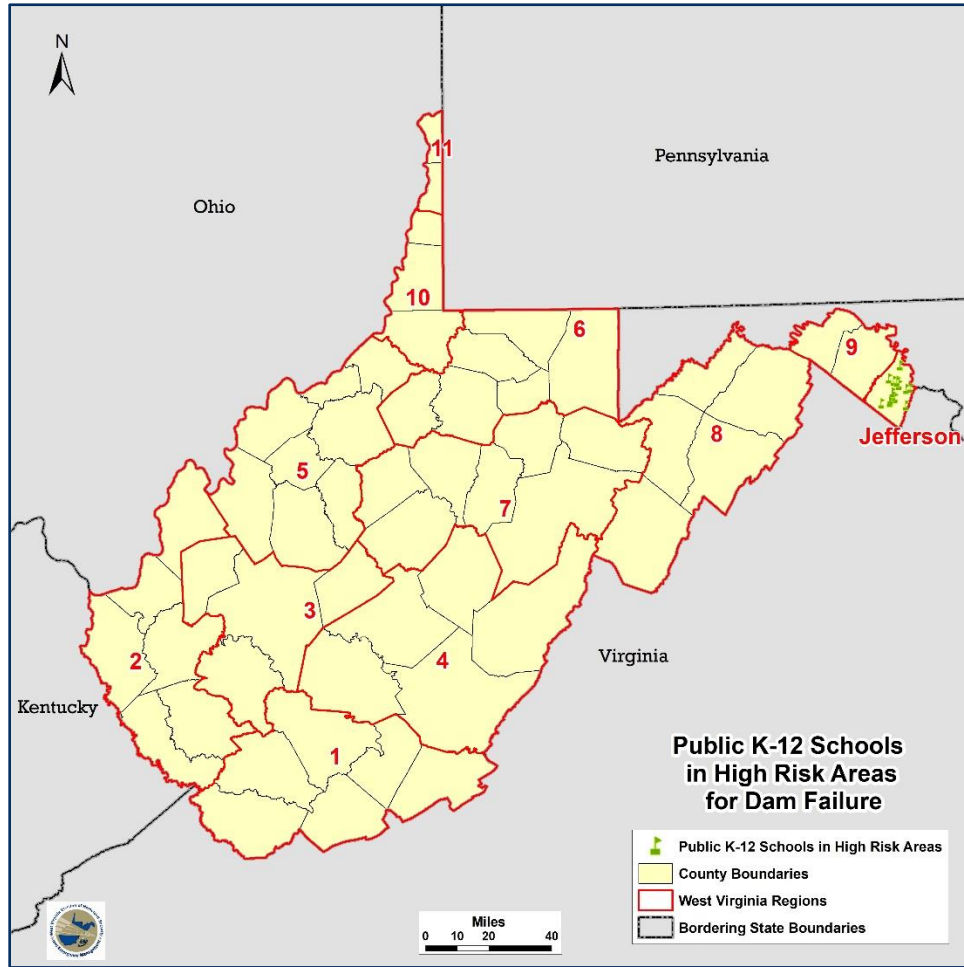 N
11
Pennsylvania
Ohio
10
6
9
Jefferson
8
5
7
3
2
4
Virginia
Kentucky
1
Public K-12 Schools
in High Risk Areas
for Dam Failure
Public K-12 Schools in High Risk Areas
County Boundaries
West Virginia Regions
Bordering State Boundaries
Miles
0 10 20 40